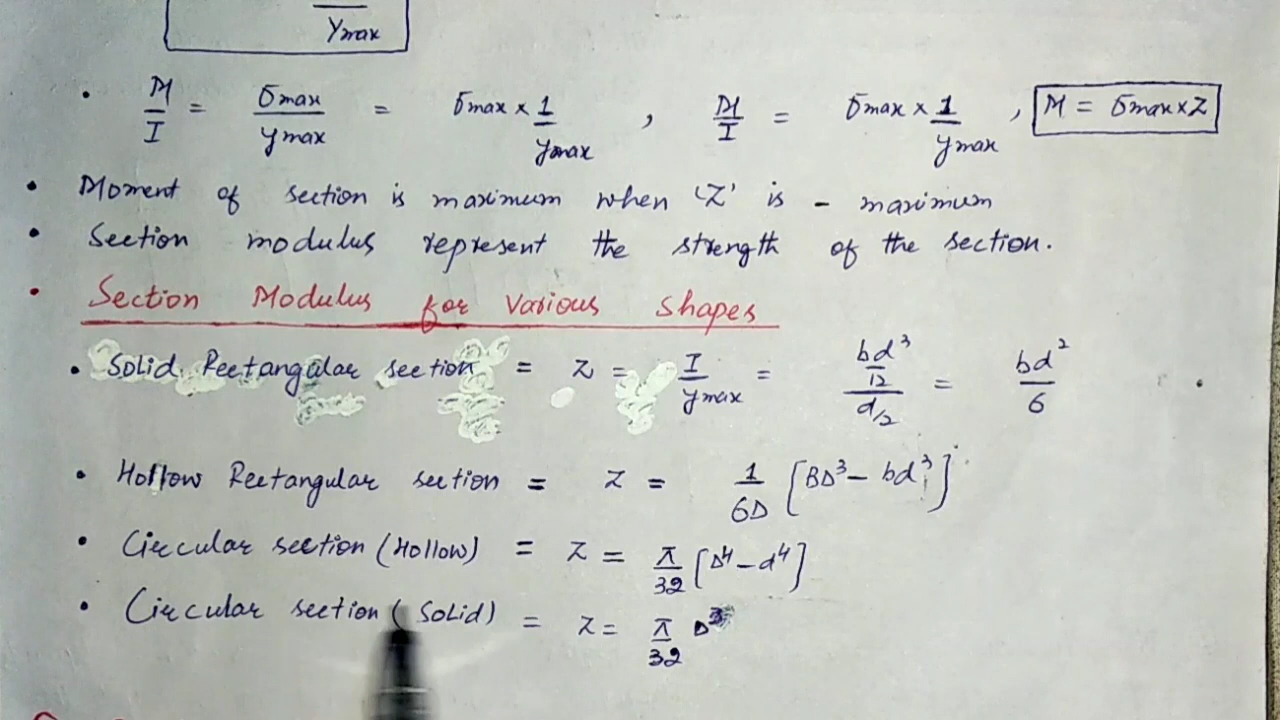 Ymax
• M/I = σmax/ymax = σmax × 1/ymax , M/I = σmax × 1/ymax , M = σmax×Z
• Moment of section is maximum when 'Z' is - maximum
• Section modulus represent the strength of the section.
• Section Modulus for Various Shapes
• Solid Rectangular section = Z = I/ymax = (bd³/12)/(d/2) = bd²/6
• Hollow Rectangular section = Z = 1/6D [BD³ - bd³]
• Circular section (Hollow) = Z = π/32 [D⁴ - d⁴]
• Circular section (Solid) = Z = π/32 D³